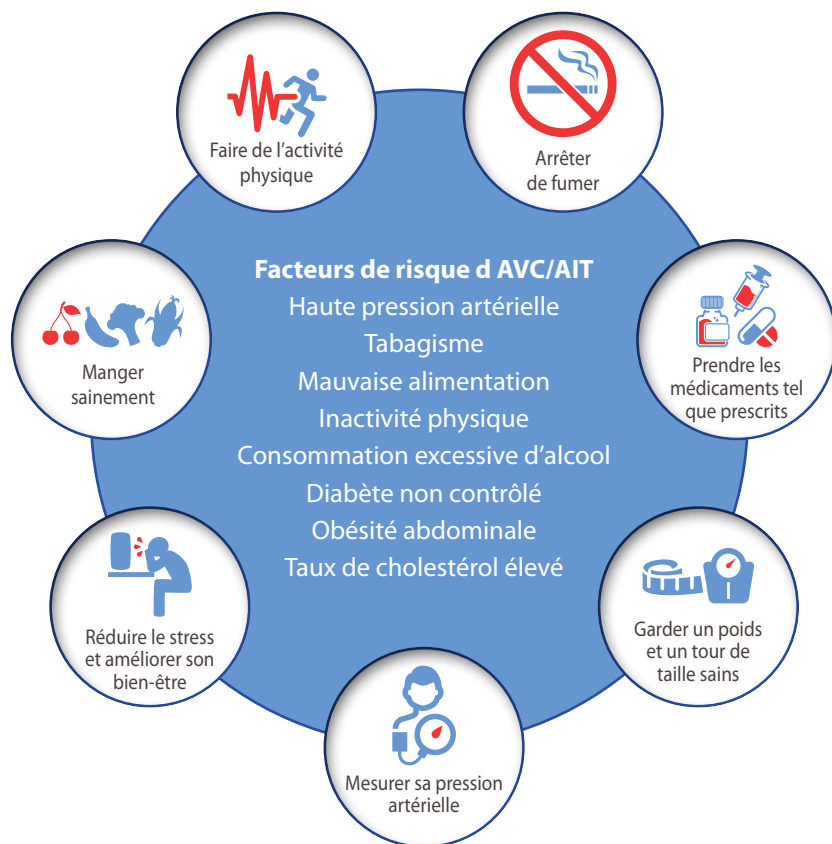 Faire de l'activité
physique
Arrêter
de fumer
Facteurs de risque d AVC/AIT
Haute pression artérielle
Tabagisme
Mauvaise alimentation
Inactivité physique
Consommation excessive d'alcool
Diabète non contrôlé
Obésité abdominale
Taux de cholestérol élevé
Manger
sainement
Prendre les
médicaments tel
que prescrits
Réduire le stress
et améliorer son
bien-être
Garder un poids
et un tour de
taille sains
Mesurer sa pression
artérielle